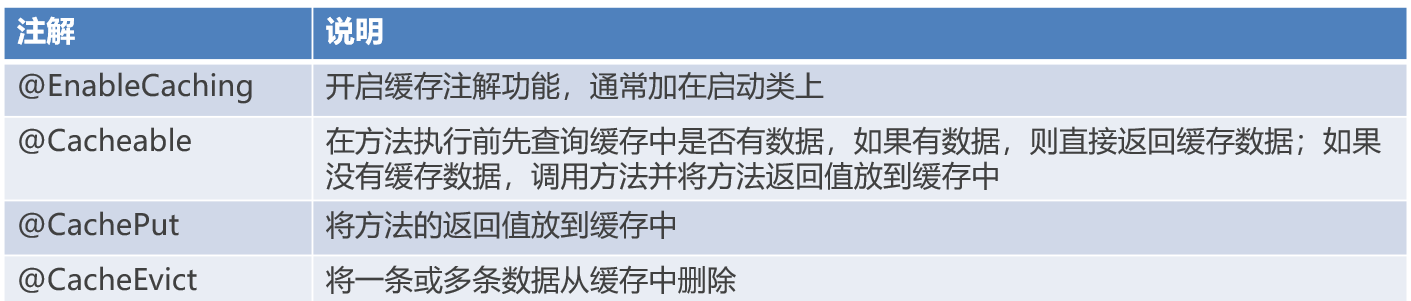 注解 说明
@EnableCaching 开启缓存注解功能，通常加在启动类上
@Cacheable 在方法执行前先查询缓存中是否有数据，如果有数据，则直接返回缓存数据；如果
没有缓存数据，调用方法并将方法返回值放到缓存中
@CachePut 将方法的返回值放到缓存中
@CacheEvict 将一条或多条数据从缓存中删除